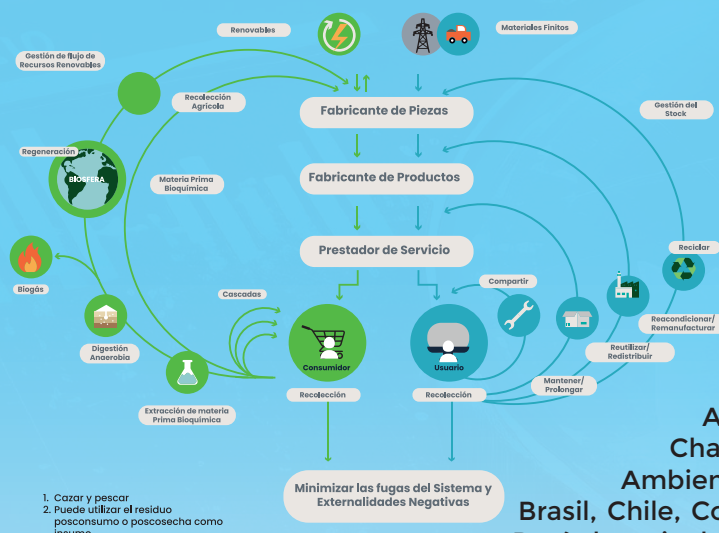 Renovables
Materiales Finitos
Gestión de flujo de
Recursos Renovables
Recolección
Agrícola
Gestión del
Stock
Fabricante de Piezas
Regeneración
BIOSFERA
Materia Prima
Bioquímica
Fabricante de Productos
Prestador de Servicio
Reciclar
Biogás
Cascadas
Compartir
Reacondicionar/
Remanufacturar
Digestión
Anaerobia
Consumidor
Usuario
Reutilizar/
Redistribuir
Mantener/
Prolongar
Extracción de materia
Prima Bioquímica
Recolección
Recolección
Minimizar las fugas del Sistema y
Externalidades Negativas
1. Cazar y pescar
2. Puede utilizar el residuo
posconsumo o poscosecha como
insumo
A
Cha
Ambien
Brasil, Chile, Co